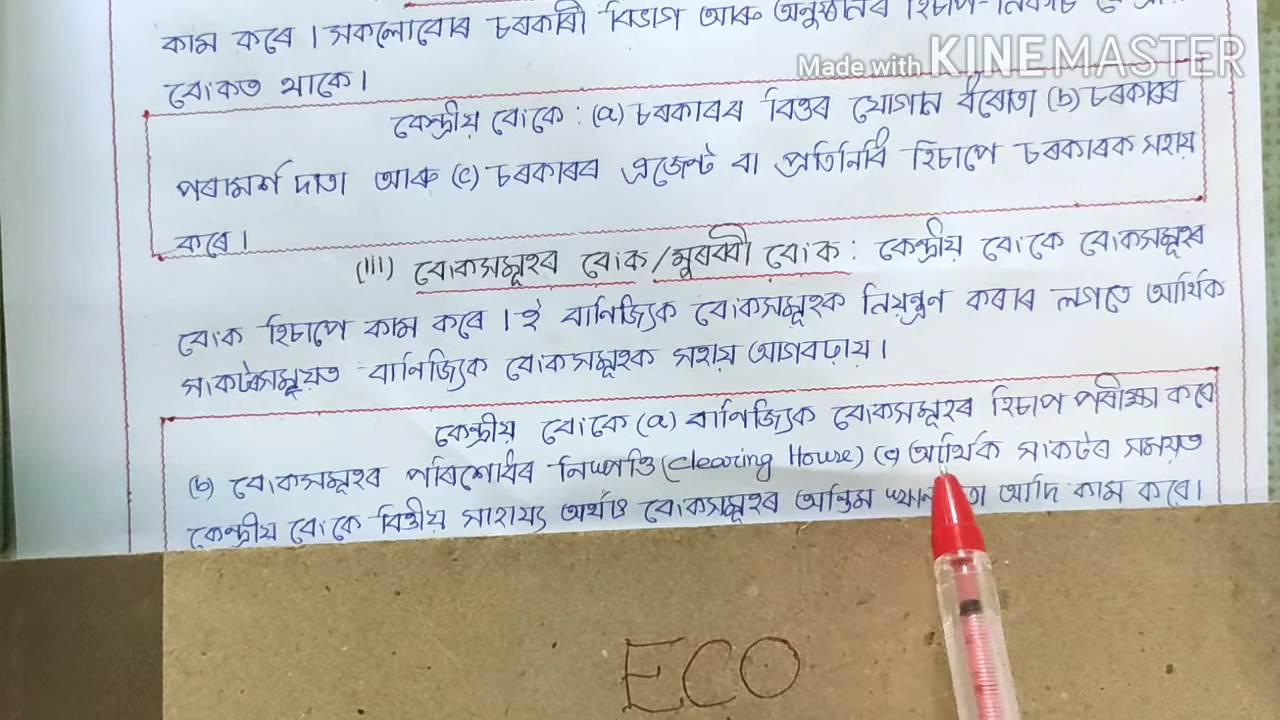 কাম কৰে । সকলোবোৰ চৰকাৰী বিভাগ আৰু অনুষ্ঠানৰ হিচাপ-নিকাচ
Made with KINEMASTER
বেংকত থাকে ।
কেন্দ্ৰীয় বেংকে : (a) চৰকাৰৰ বিত্তৰ যোগান ধৰোতা (b) চৰকাৰৰ
পৰামৰ্শ দাতা আৰু (c) চৰকাৰৰ এজেণ্ট বা প্ৰতিনিধি হিচাপে চৰকাৰক সহায়
কৰে ।
(III) বেংকসমূহৰ বেংক / মুৰব্বী বেংক : কেন্দ্ৰীয় বেংকে বেংকসমূহৰ
বেংক হিচাপে কাম কৰে । ই বাণিজ্যিক বেংকসমূহক নিয়ন্ত্ৰণ কৰাৰ লগতে আৰ্থিক
সংকটৰসমূয়ত বাণিজ্যিক বেংকসমূহক সহায় আগবঢ়ায় ।
কেন্দ্ৰীয় বেংকে (a) বাণিজ্যিক বেংকসমূহৰ হিচাপ পৰীক্ষা কৰে
(b) বেংকসমূহৰ পৰিশোধৰ নিষ্পত্তি (Clearing House) (c) আৰ্থিক সংকটৰ সময়ত
কেন্দ্ৰীয় বেংকে বিত্তীয় সাহায্য অৰ্থাৎ বেংকসমূহৰ অন্তিম আদি কাম কৰে ।
ECO